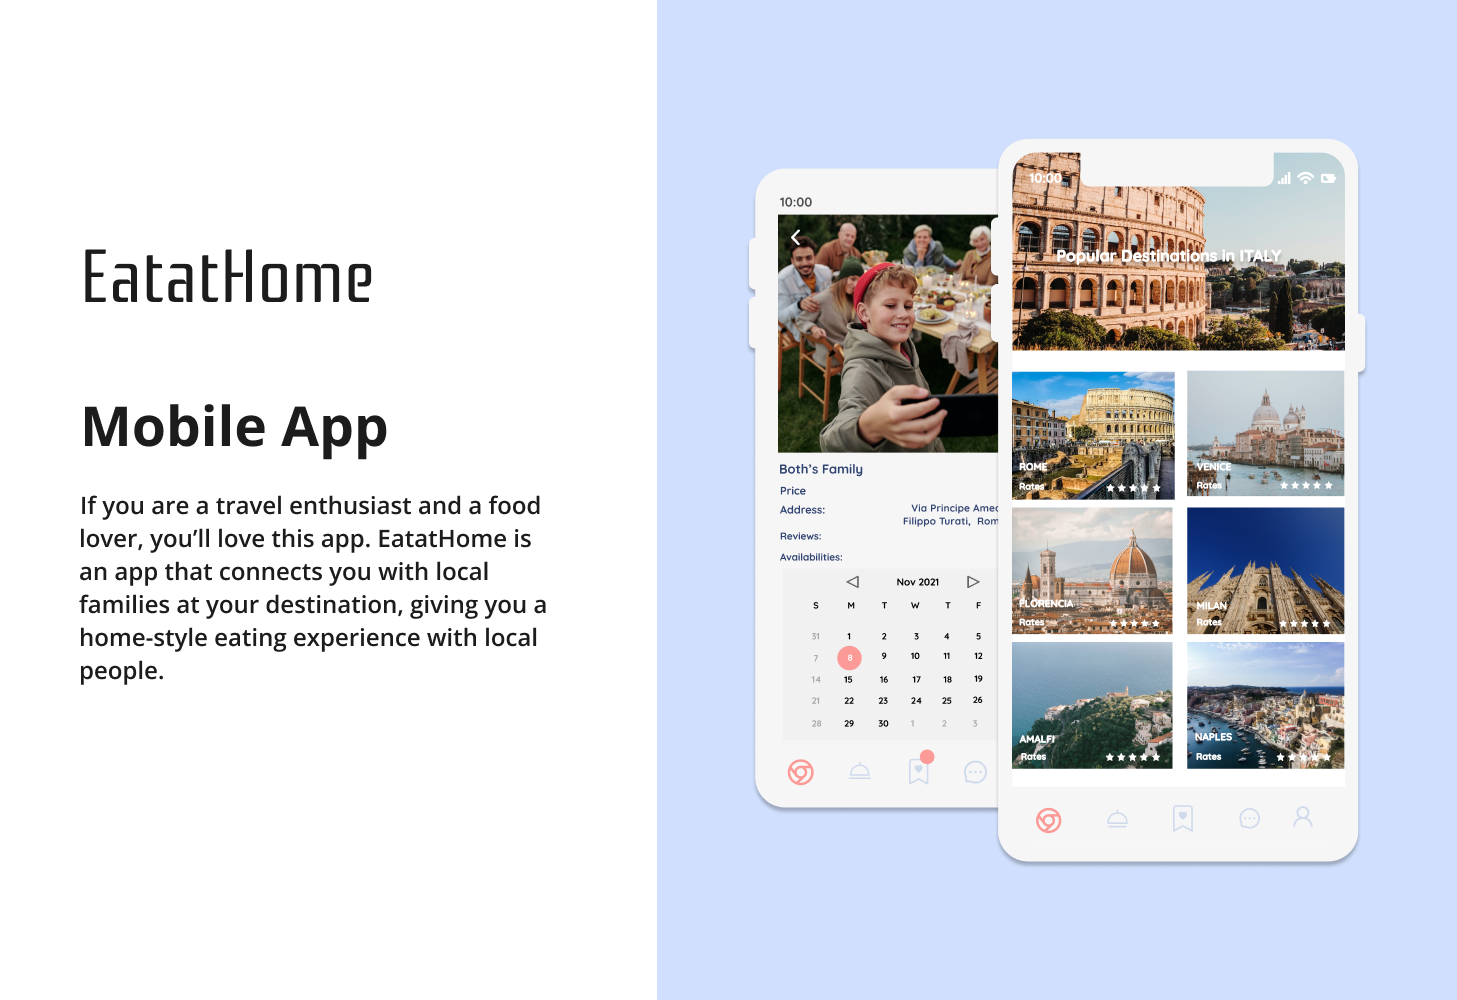 EatatHome
Mobile App
If you are a travel enthusiast and a food
lover, you’ll love this app. EatatHome is
an app that connects you with local
families at your destination, giving you a
home-style eating experience with local
people.
10:00
Both’s Family
Price
Address:
Via Principe Amed
Filippo Turati, Rom
Reviews:
Availabilities:
Nov 2021
S M T W T F
31 1 2 3 4 5
7 8 9 10 11 12
14 15 16 17 18 19
21 22 23 24 25 26
28 29 30 1 2 3
10:00
Popular Destinations in ITALY
ROME
Rates
VENICE
Rates
FLORENCIA
Rates
MILAN
Rates
AMALFI
Rates
NAPLES
Rates